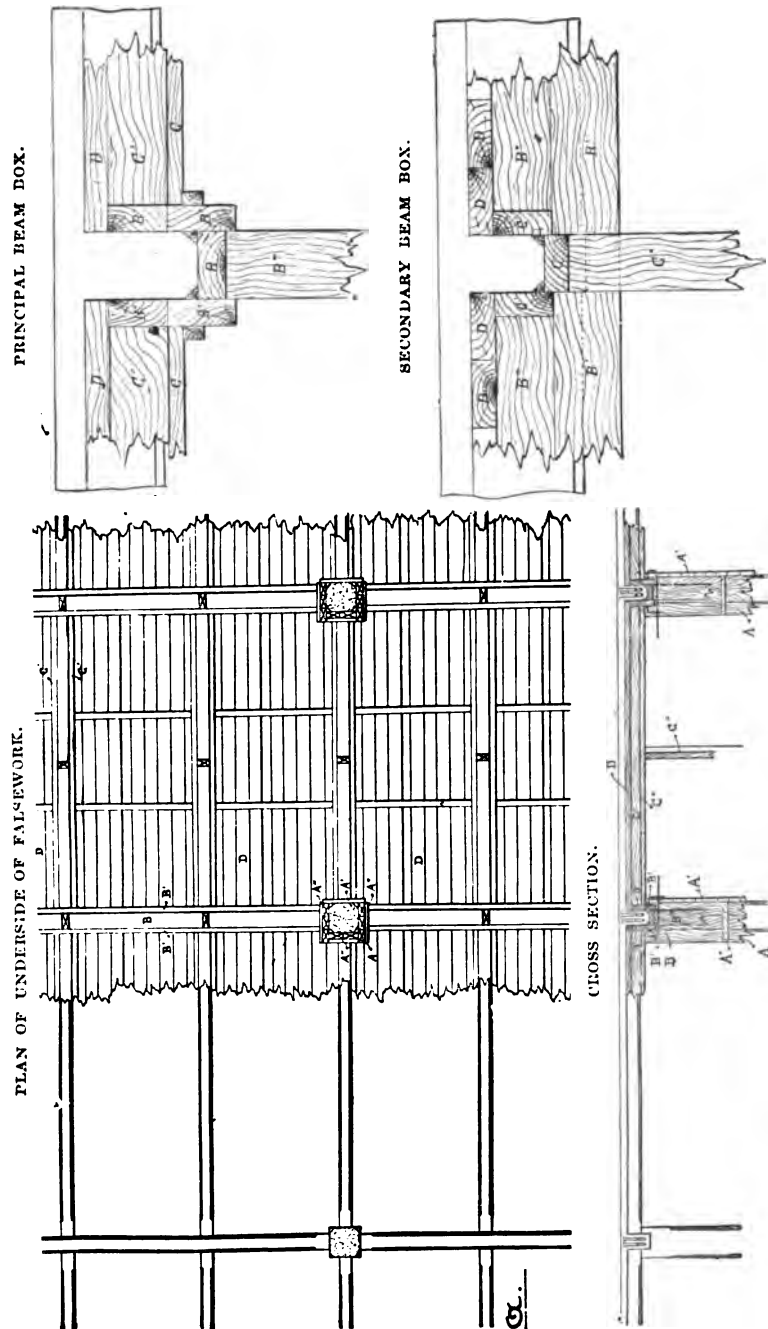 PLAN OF UNDERSIDE OF FALSEWORK.
D
C'
C'
B'
B
B'
D
D
A"
A'
A"
A'
A
CROSS SECTION.
B'
B
A'
A
B'
A'
D
C"
C"
A'
A
PRINCIPAL BEAM BOX.
D
D
C'
C'
C
C
B'
B'
B'
B'
B
B"
SECONDARY BEAM BOX.
D
D
D
D
B"
B"
B'
B'
C"